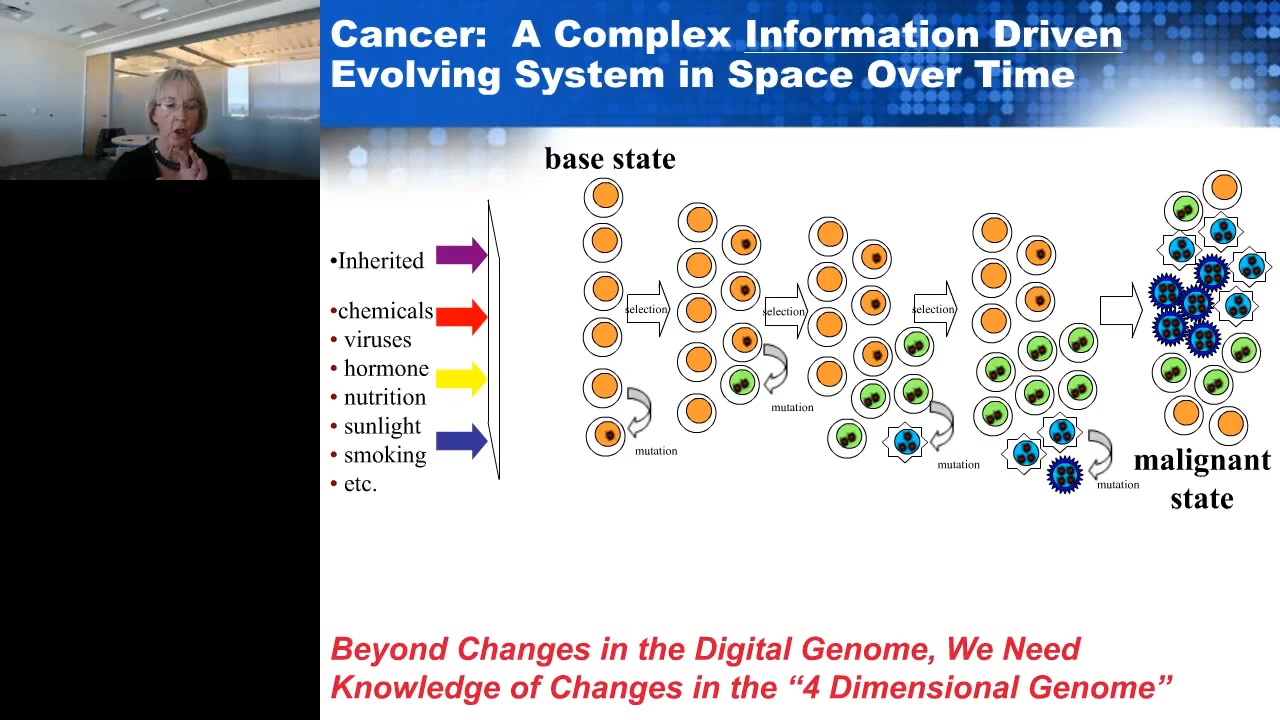 Cancer:  A Complex Information Driven
Evolving System in Space Over Time
base state
•Inherited
•chemicals
• viruses
• hormone
• nutrition
• sunlight
• smoking
• etc.
selection
selection
selection
mutation
mutation
mutation
mutation
malignant
state
Beyond Changes in the Digital Genome, We Need
Knowledge of Changes in the “4 Dimensional Genome”